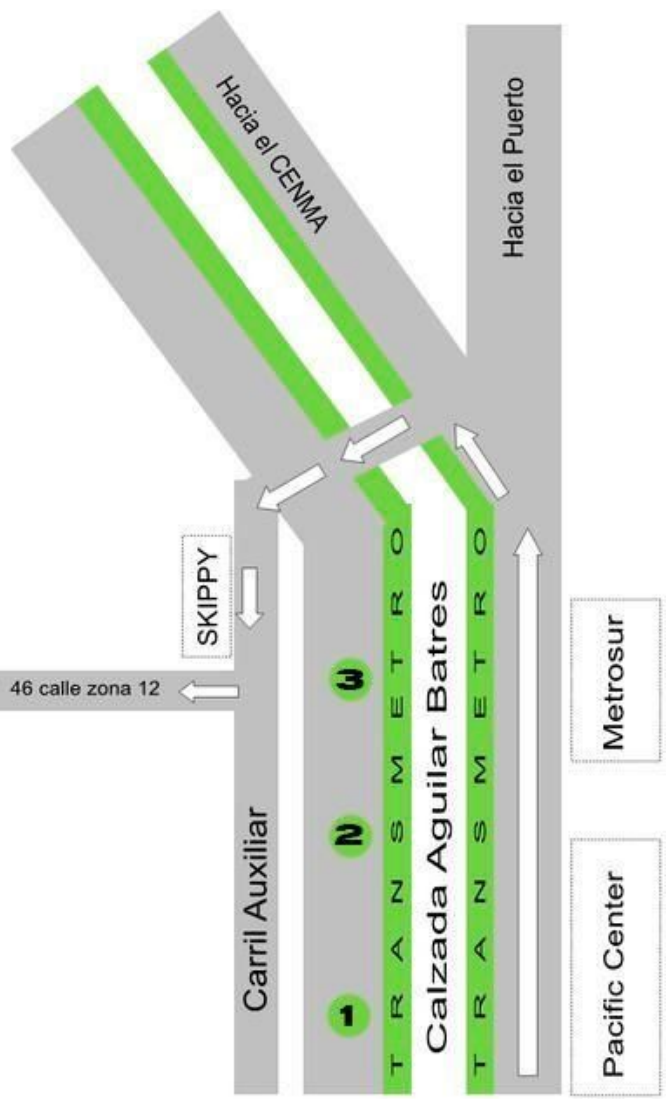 Hacia el CENMA
Hacia el Puerto
SKIPPY
46 calle zona 12
Carril Auxiliar
1
2
3
TRANSMETRO
Calzada Aguilar Batres
TRANSMETRO
Metrosur
Pacific Center